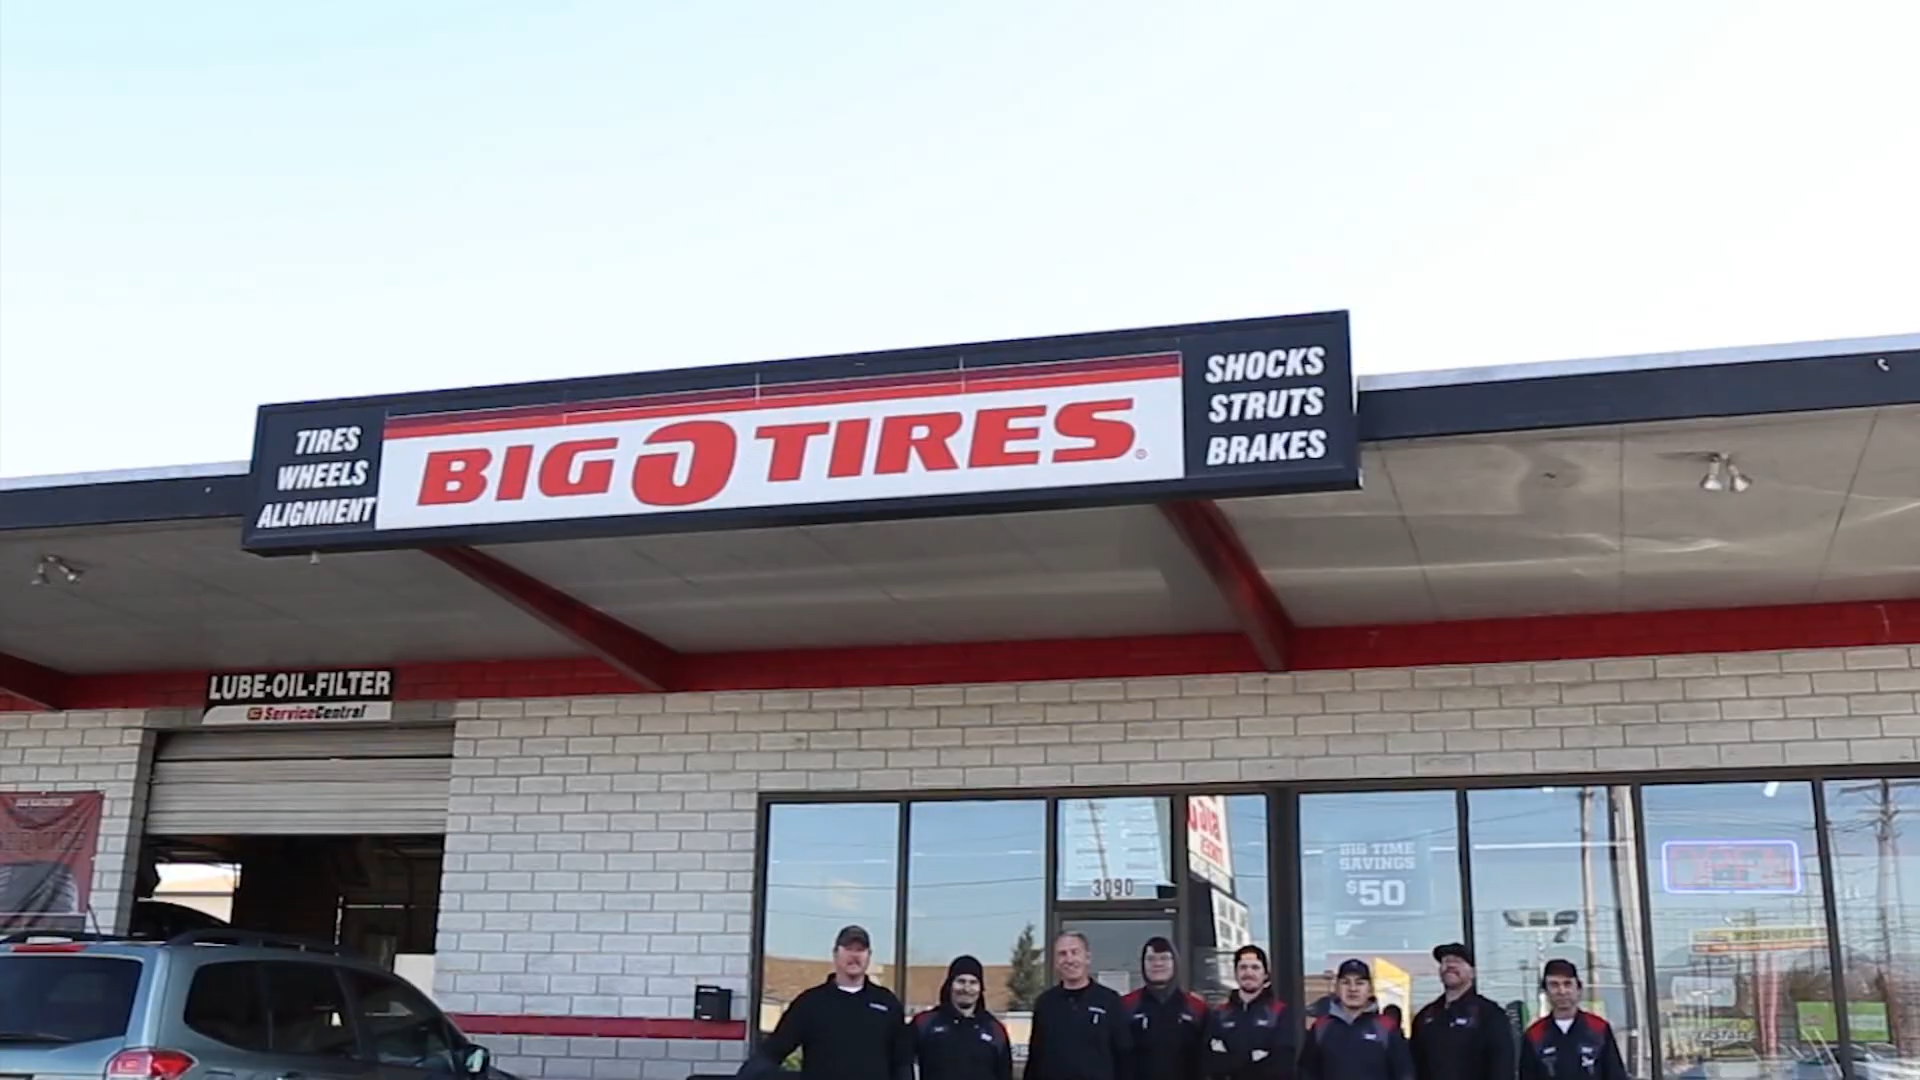 TIRES
WHEELS
ALIGNMENT
BIG O TIRES
SHOCKS
STRUTS
BRAKES
LUBE-OIL-FILTER
ServiceCentral
3090
BIG TIME
SAVINGS
$50